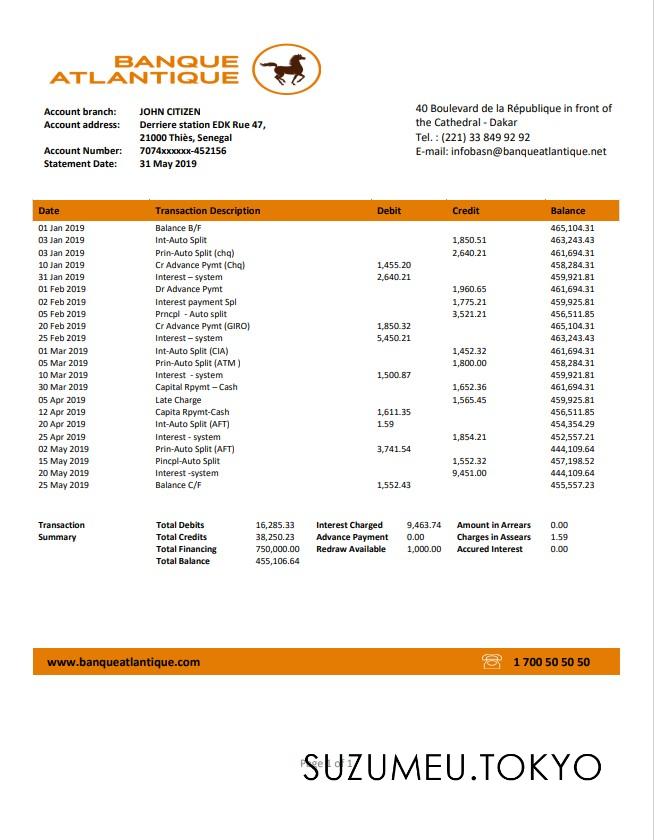 BANQUE
ATLANTIQUE
40 Boulevard de la République in front of
the Cathedral - Dakar
Tel. : (221) 33 849 92 92
E-mail: infobasn@banqueatlantique.net
Account branch: JOHN CITIZEN
Account address: Derriere station EDK Rue 47,
21000 Thiès, Senegal
Account Number: 7074xxxxxx-452156
Statement Date: 31 May 2019
Date Transaction Description Debit Credit Balance
01 Jan 2019 Balance B/F 465,104.31
03 Jan 2019 Int-Auto Split 1,850.51 463,243.43
03 Jan 2019 Prin-Auto Split (chq) 2,640.21 461,694.31
10 Jan 2019 Cr Advance Pymt (Chq) 1,455.20 458,284.31
31 Jan 2019 Interest – system 2,640.21 459,921.81
01 Feb 2019 Dr Advance Pymt 1,960.65 461,694.31
02 Feb 2019 Interest payment Spl 1,775.21 459,925.81
05 Feb 2019 Prncpl - Auto split 3,521.21 456,511.85
20 Feb 2019 Cr Advance Pymt (GIRO) 1,850.32 465,104.31
25 Feb 2019 Interest – system 5,450.21 463,243.43
01 Mar 2019 Int-Auto Split (CIA) 1,452.32 461,694.31
05 Mar 2019 Prin-Auto Split (ATM ) 1,800.00 458,284.31
10 Mar 2019 Interest - system 1,500.87 459,921.81
30 Mar 2019 Capital Rpymt – Cash 1,652.36 461,694.31
05 Apr 2019 Late Charge 1,565.45 459,925.81
12 Apr 2019 Capita Rpymt-Cash 1,611.35 456,511.85
20 Apr 2019 Int-Auto Split (AFT) 1.59 454,354.29
25 Apr 2019 Interest - system 1,854.21 452,557.21
02 May 2019 Prin-Auto Split (AFT) 3,741.54 444,109.64
15 May 2019 Pincpl-Auto Split 1,552.32 457,198.52
20 May 2019 Interest -system 9,451.00 444,109.64
25 May 2019 Balance C/F 1,552.43 455,557.23
Transaction Total Debits 16,285.33 Interest Charged 9,463.74 Amount in Arrears 0.00
Summary Total Credits 38,250.23 Advance Payment 0.00 Charges in Assears 1.59
Total Financing 750,000.00 Redraw Available 1,000.00 Accured Interest 0.00
Total Balance 455,106.64
www.banqueatlantique.com 1 700 50 50 50
Page 1 of 1
SUZUMEU.TOKYO